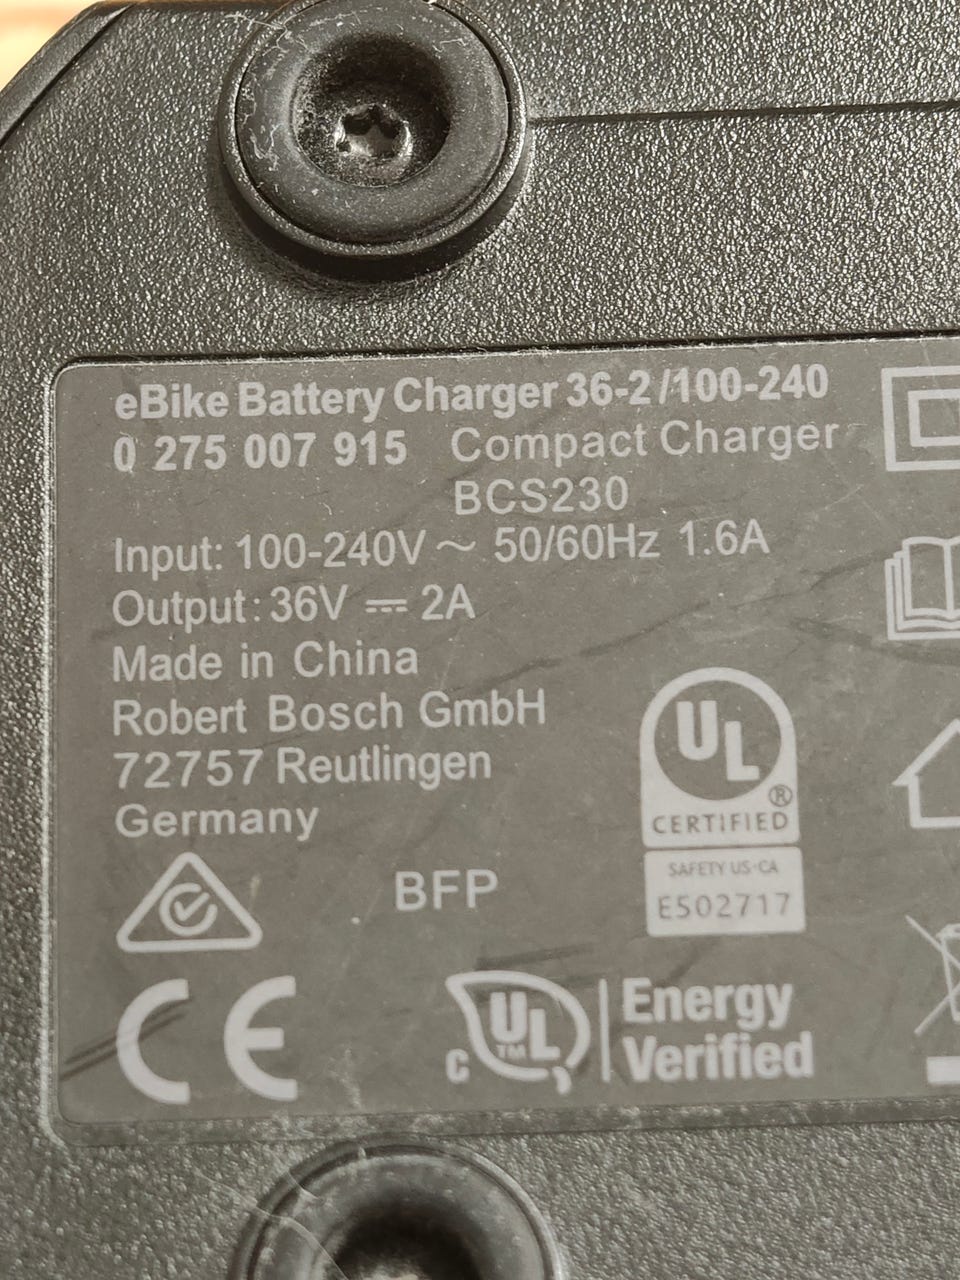 eBike Battery Charger 36-2/100-240
0 275 007 915 Compact Charger
BCS230
Input: 100-240V ~ 50/60Hz 1.6A
Output: 36V ⎓ 2A
Made in China
Robert Bosch GmbH
72757 Reutlingen
Germany
UL
®
CERTIFIED
SAFETY US-CA
E502717
BFP
CE
c UL TM
Energy
Verified